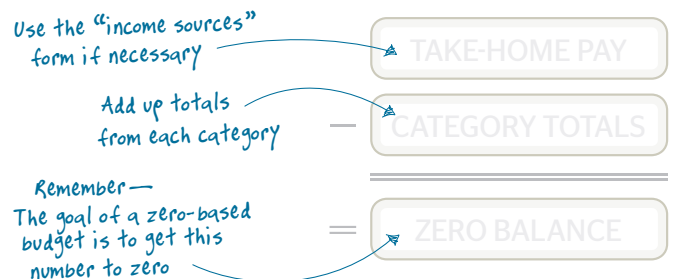 Use the “income sources”
form if necessary
TAKE-HOME PAY
Add up totals
from each category
— CATEGORY TOTALS
Remember—
The goal of a zero-based
budget is to get this
number to zero
= ZERO BALANCE